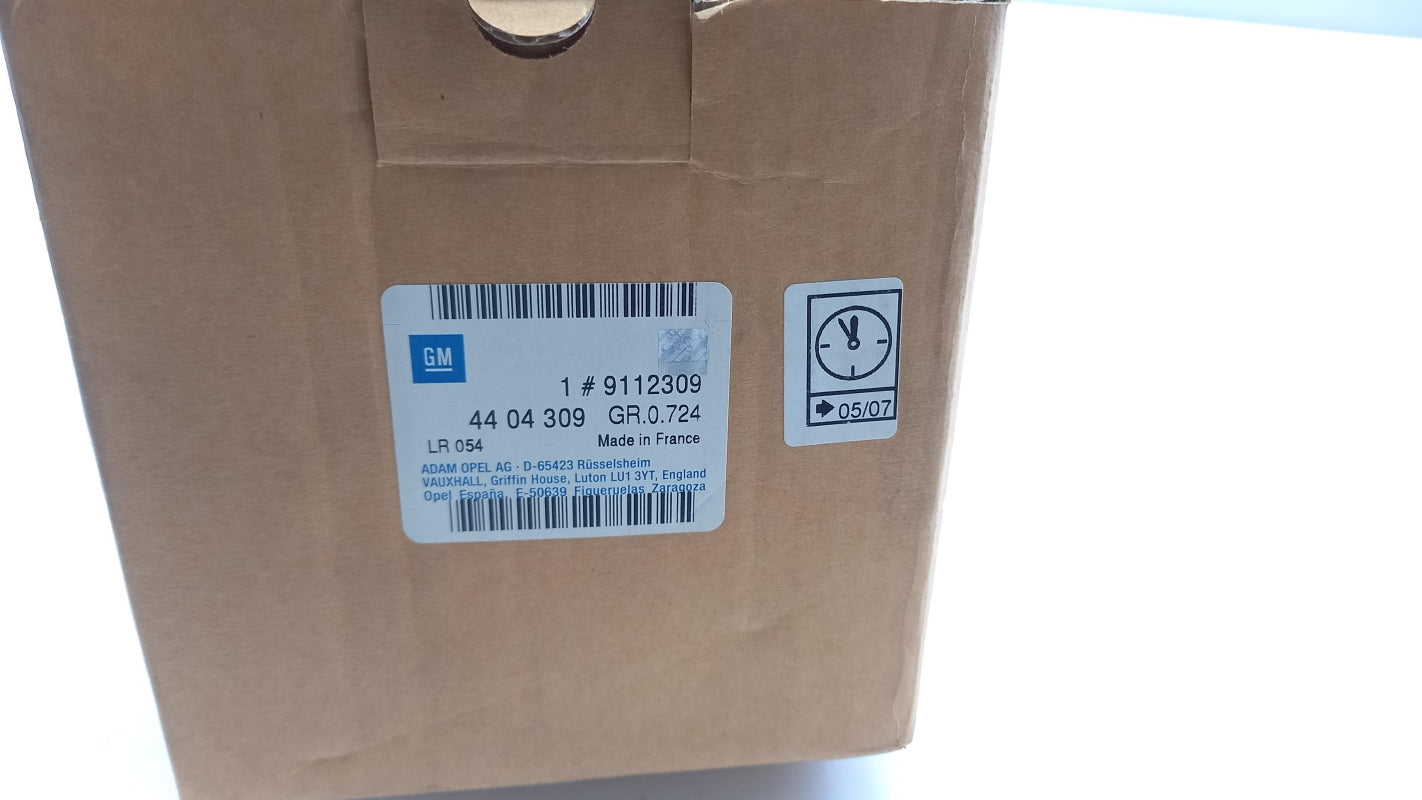 GM
1 # 9112309
44 04 309 GR.0.724
LR 054 Made in France
ADAM OPEL AG · D-65423 Rüsselsheim
VAUXHALL, Griffin House, Luton LU1 3YT, England
Opel España, E-50639 Figueruelas Zaragoza
05/07